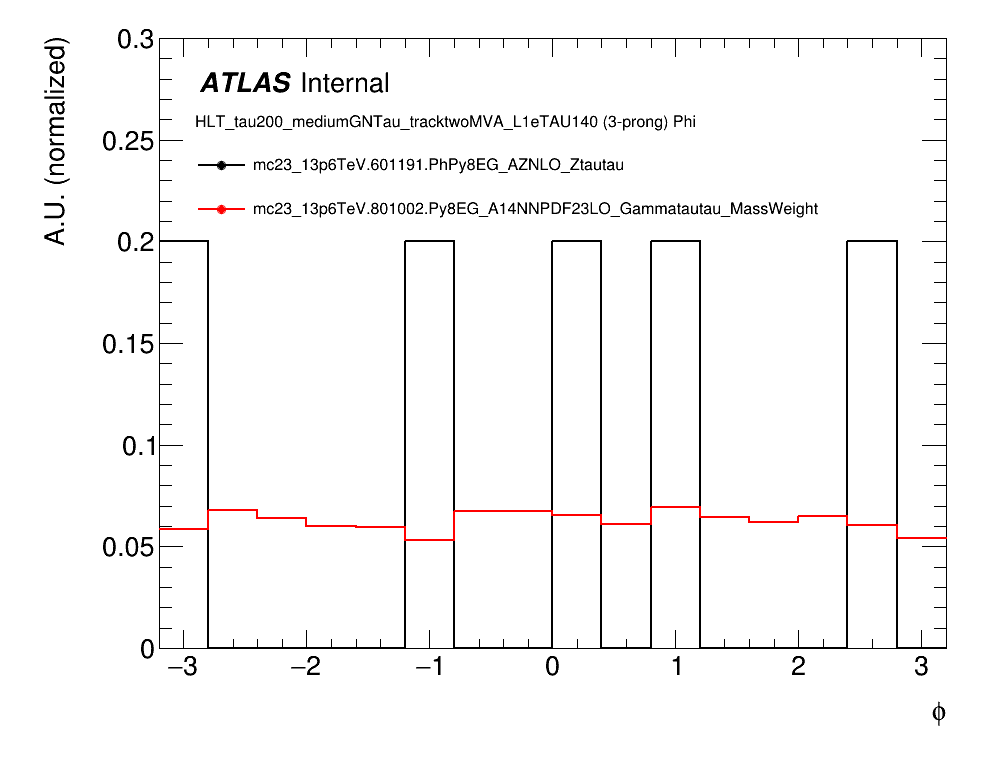 A.U. (normalized)
0.3
0.25
0.2
0.15
0.1
0.05
0
ATLAS Internal
HLT_tau200_mediumGNTau_tracktwoMVA_L1eTAU140 (3-prong) Phi
mc23_13p6TeV.601191.PhPy8EG_AZNLO_Ztautau
mc23_13p6TeV.801002.Py8EG_A14NNPDF23LO_Gammatautau_MassWeight
−3 −2 −1 0 1 2 3
ϕ